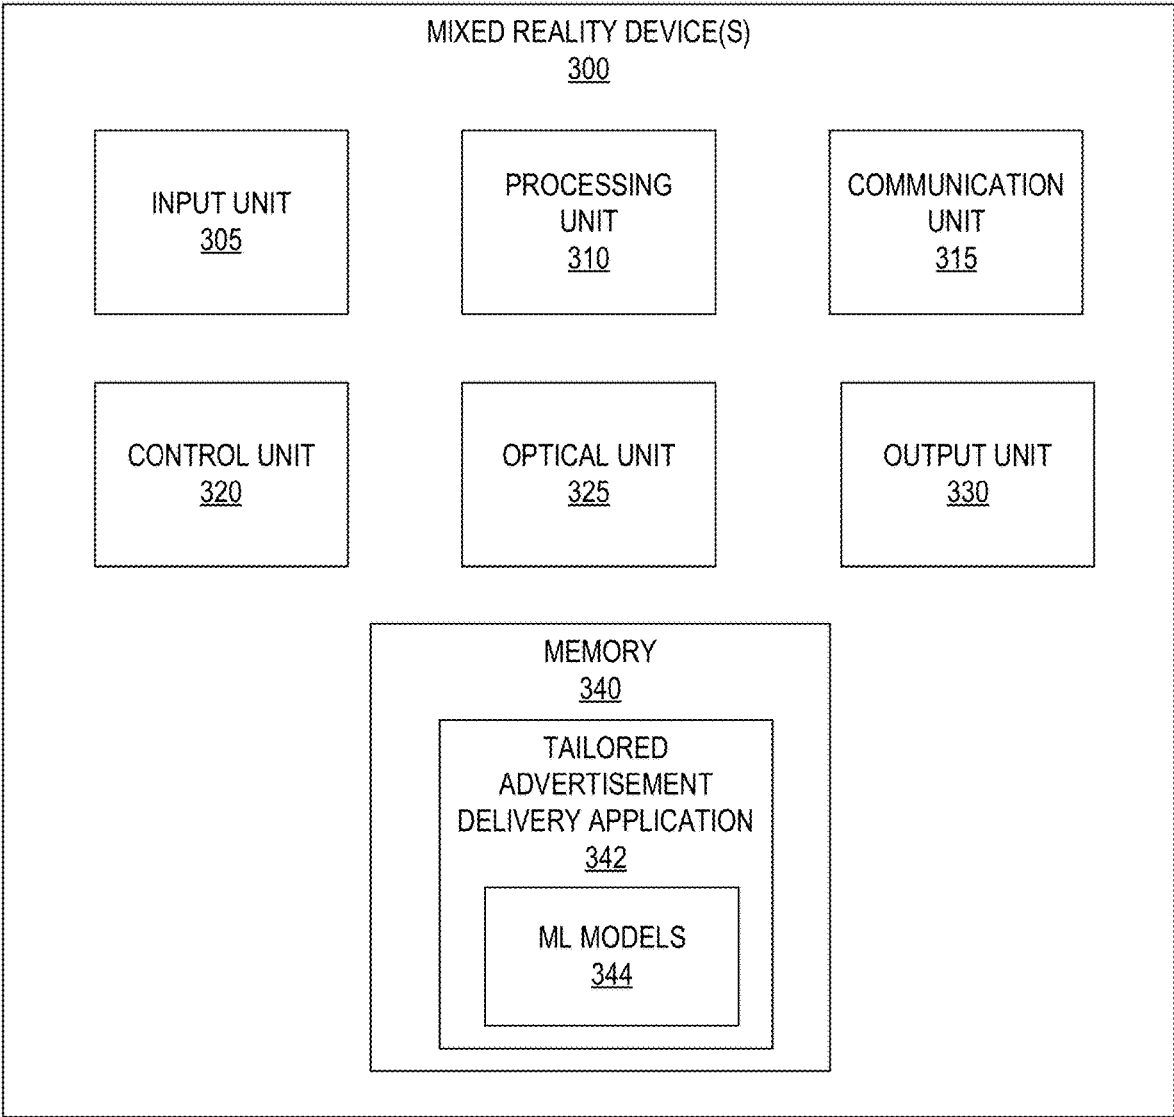 MIXED REALITY DEVICE(S)
300
INPUT UNIT
305
PROCESSING
UNIT
310
COMMUNICATION
UNIT
315
CONTROL UNIT
320
OPTICAL UNIT
325
OUTPUT UNIT
330
MEMORY
340
TAILORED
ADVERTISEMENT
DELIVERY APPLICATION
342
ML MODELS
344